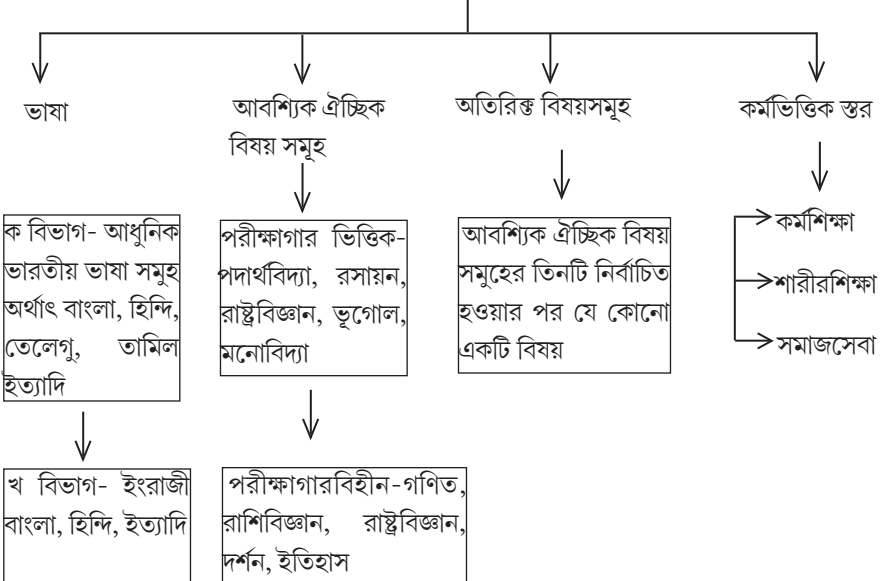 ভাষা
ক বিভাগ- আধুনিক
ভারতীয় ভাষা সমুহ
অর্থাৎ বাংলা, হিন্দি,
তেলেগু, তামিল
ইত্যাদি
খ বিভাগ- ইংরাজী
বাংলা, হিন্দি, ইত্যাদি
আবশ্যিক ঐচ্ছিক
বিষয় সমূহ
পরীক্ষাগার ভিত্তিক-
পদার্থবিদ্যা, রসায়ন,
রাষ্ট্রবিজ্ঞান, ভূগোল,
মনোবিদ্যা
পরীক্ষাগারবিহীন-গণিত,
রাশিবিজ্ঞান, রাষ্ট্রবিজ্ঞান,
দর্শন, ইতিহাস
অতিরিক্ত বিষয়সমূহ
আবশ্যিক ঐচ্ছিক বিষয়
সমুহের তিনটি নির্বাচিত
হওয়ার পর যে কোনো
একটি বিষয়
কর্মভিত্তিক স্তর
কর্মশিক্ষা
শারীরশিক্ষা
সমাজসেবা